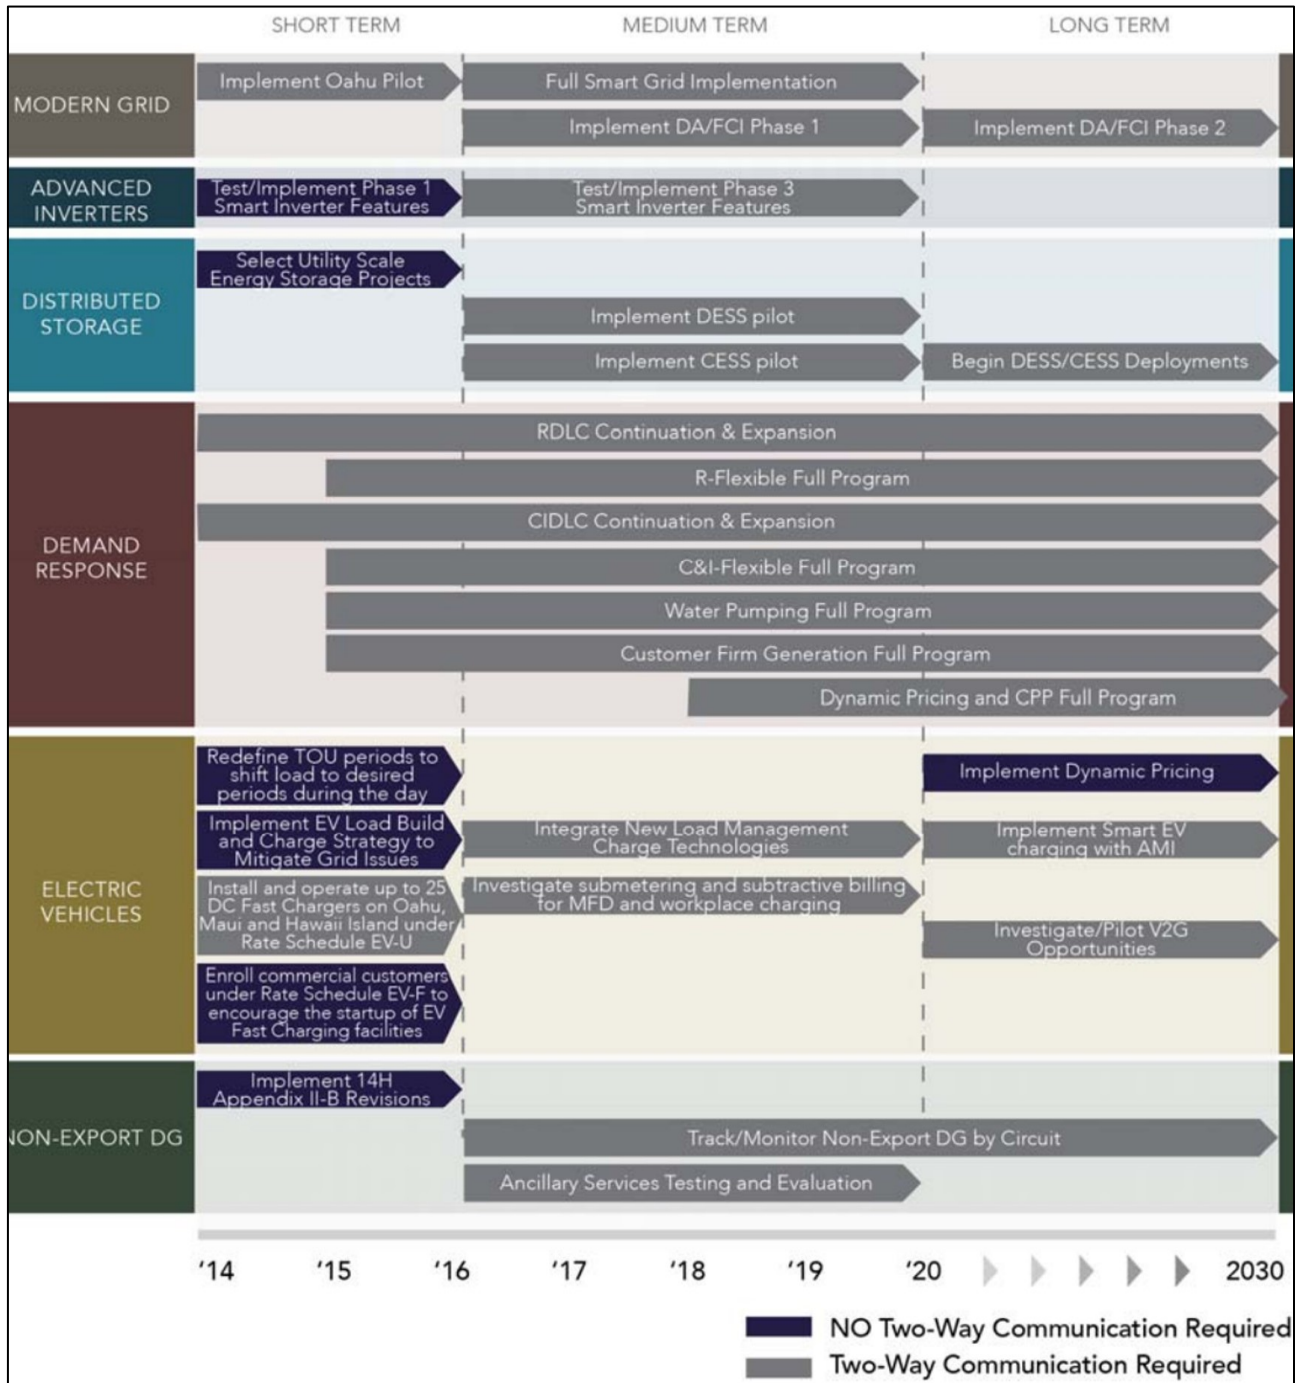 SHORT TERM
MEDIUM TERM
LONG TERM
MODERN GRID
Implement Oahu Pilot
Full Smart Grid Implementation
Implement DA/FCI Phase 1
Implement DA/FCI Phase 2
ADVANCED
INVERTERS
Test/Implement Phase 1
Smart Inverter Features
Test/Implement Phase 3
Smart Inverter Features
DISTRIBUTED
STORAGE
Select Utility Scale
Energy Storage Projects
Implement DESS pilot
Implement CESS pilot
Begin DESS/CESS Deployments
DEMAND
RESPONSE
RDLC Continuation & Expansion
R-Flexible Full Program
CIDLC Continuation & Expansion
C&I-Flexible Full Program
Water Pumping Full Program
Customer Firm Generation Full Program
Dynamic Pricing and CPP Full Program
ELECTRIC
VEHICLES
Redefine TOU periods to
shift load to desired
periods during the day
Implement Dynamic Pricing
Implement EV Load Build
and Charge Strategy to
Mitigate Grid Issues
Integrate New Load Management
Charge Technologies
Implement Smart EV
charging with AMI
Install and operate up to 25
DC Fast Chargers on Oahu,
Maui and Hawaii Island under
Rate Schedule EV-U
Investigate submetering and subtractive billing
for MFD and workplace charging
Investigate/Pilot V2G
Opportunities
Enroll commercial customers
under Rate Schedule EV-F to
encourage the startup of EV
Fast Charging facilities
NON-EXPORT DG
Implement 14H
Appendix II-B Revisions
Track/Monitor Non-Export DG by Circuit
Ancillary Services Testing and Evaluation
‘14 ‘15 ‘16 ‘17 ‘18 ‘19 ‘20 2030
NO Two-Way Communication Required
Two-Way Communication Required